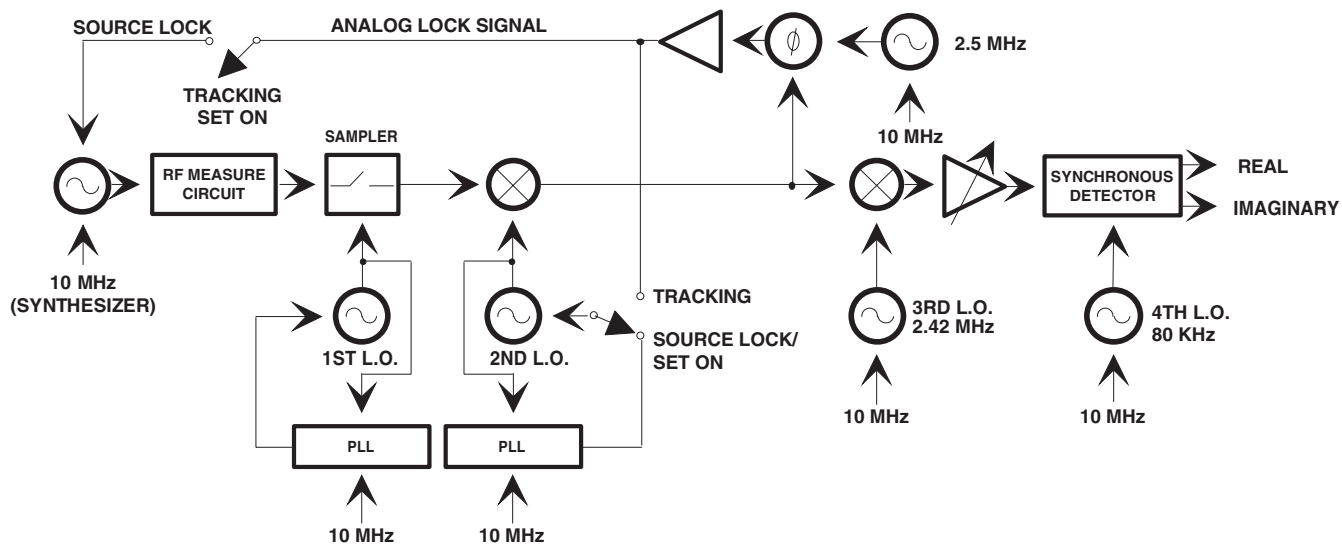 SOURCE LOCK
ANALOG LOCK SIGNAL
TRACKING
SET ON
ϕ
2.5 MHz
10 MHz
SAMPLER
RF MEASURE
CIRCUIT
SYNCHRONOUS
DETECTOR
REAL
IMAGINARY
10 MHz
(SYNTHESIZER)
1ST L.O.
2ND L.O.
TRACKING
SOURCE LOCK/
SET ON
3RD L.O.
2.42 MHz
4TH L.O.
80 KHz
10 MHz
10 MHz
PLL
PLL
10 MHz
10 MHz